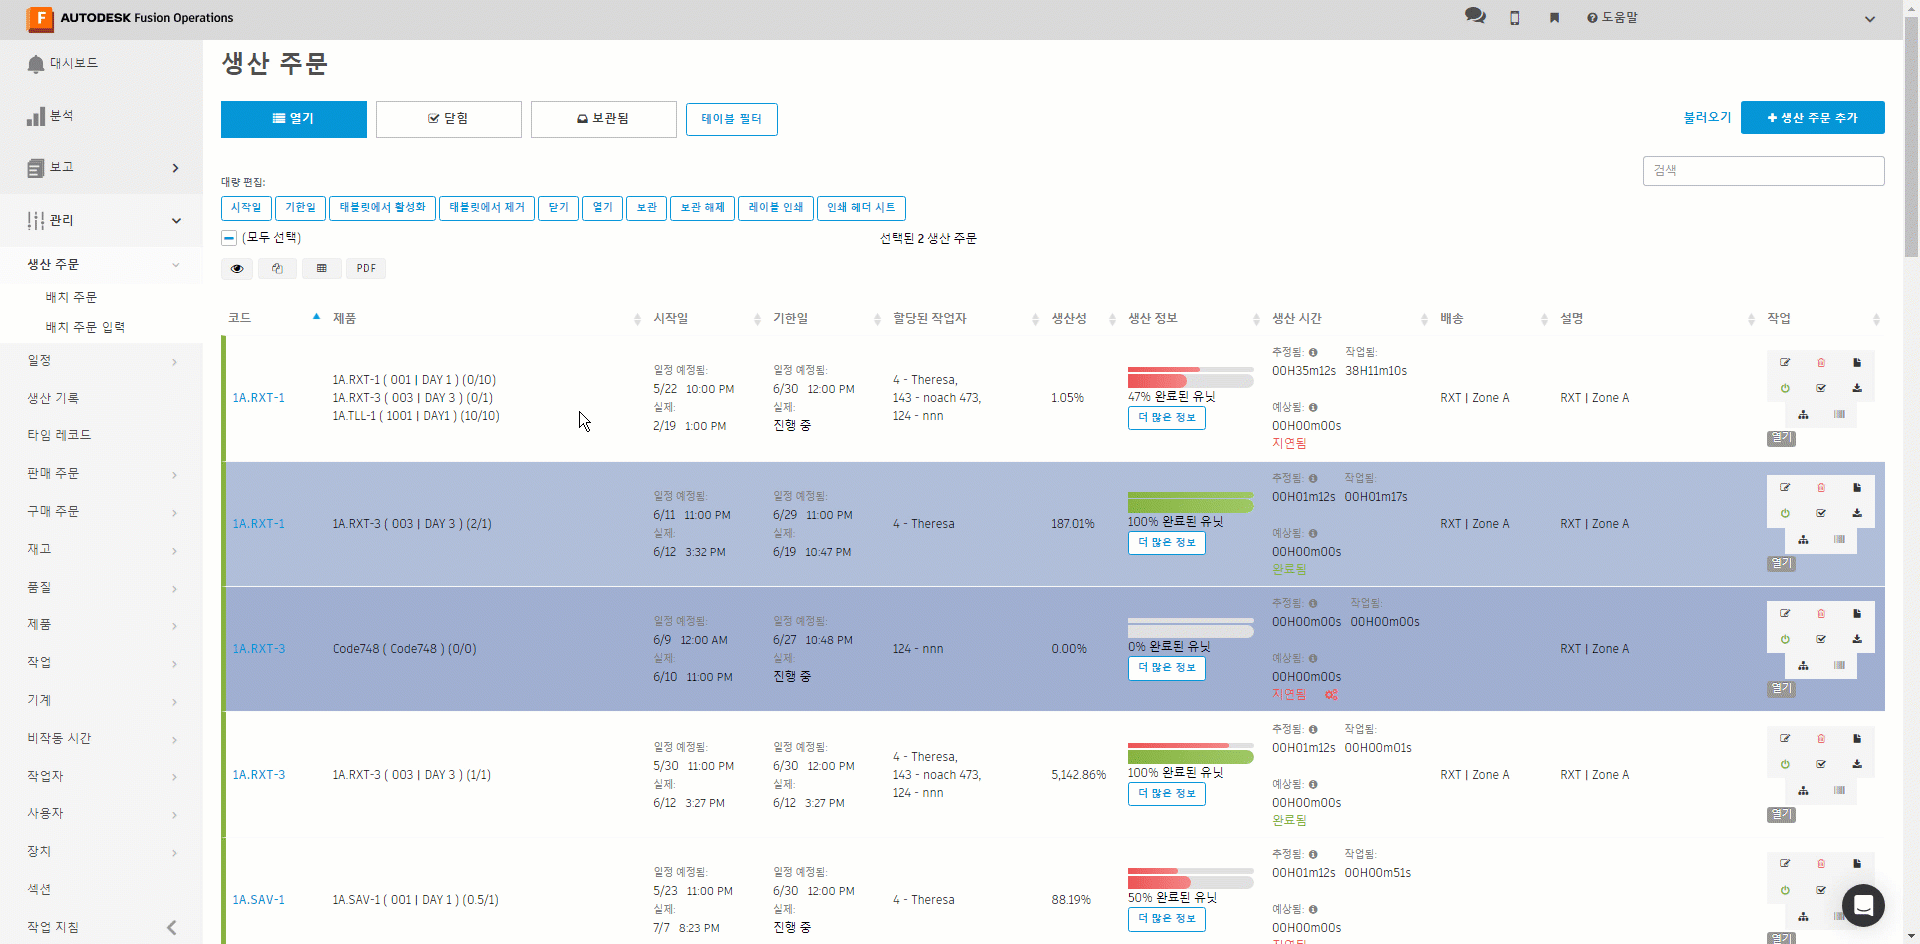 AUTODESK Fusion Operations
도움말
대시보드
분석
보고
관리
생산 주문
배치 주문
배치 주문 입력
일정
생산 기록
타임 레코드
판매 주문
구매 주문
재고
품질
제품
작업
기계
비작동 시간
작업자
사용자
장치
섹션
작업 지침
생산 주문
열기 닫힘 보관됨 테이블 필터
불러오기 + 생산 주문 추가
검색
대량 편집:
시작일 기한일 태블릿에서 활성화 태블릿에서 제거 닫기 열기 보관 보관 해제 레이블 인쇄 인쇄 헤더 시트
(모두 선택) 선택된 2 생산 주문
PDF
코드 제품 시작일 기한일 할당된 작업자 생산성 생산 정보 생산 시간 배송 설명 작업
1A.RXT-1
1A.RXT-1 ( 001 | DAY 1 ) (0/10)
1A.RXT-3 ( 003 | DAY 3 ) (0/1)
1A.TLL-1 ( 1001 | DAY1 ) (10/10)
일정 예정됨:
5/22 10:00 PM
실제:
2/19 1:00 PM
일정 예정됨:
6/30 12:00 PM
실제:
진행 중
4 - Theresa,
143 - noach 473,
124 - nnn
1.05%
47% 완료된 유닛
더 많은 정보
추정됨: 작업됨:
00H35m12s 38H11m10s
예상됨:
00H00m00s
지연됨
RXT | Zone A
RXT | Zone A
열기
1A.RXT-1
1A.RXT-3 ( 003 | DAY 3 ) (2/1)
일정 예정됨:
6/11 11:00 PM
실제:
6/12 3:32 PM
일정 예정됨:
6/29 11:00 PM
실제:
6/19 10:47 PM
4 - Theresa
187.01%
100% 완료된 유닛
더 많은 정보
추정됨: 작업됨:
00H01m12s 00H01m17s
예상됨:
00H00m00s
완료됨
RXT | Zone A
RXT | Zone A
열기
1A.RXT-3
Code748 ( Code748 ) (0/0)
일정 예정됨:
6/9 12:00 AM
실제:
6/10 11:00 PM
일정 예정됨:
6/27 10:48 PM
실제:
진행 중
124 - nnn
0.00%
0% 완료된 유닛
더 많은 정보
추정됨: 작업됨:
00H00m00s 00H00m00s
예상됨:
00H00m00s
지연됨
RXT | Zone A
열기
1A.RXT-3
1A.RXT-3 ( 003 | DAY 3 ) (1/1)
일정 예정됨:
5/30 11:00 PM
실제:
6/12 3:27 PM
일정 예정됨:
6/30 12:00 PM
실제:
6/12 3:27 PM
4 - Theresa,
143 - noach 473,
124 - nnn
5,142.86%
100% 완료된 유닛
더 많은 정보
추정됨: 작업됨:
00H01m12s 00H00m01s
예상됨:
00H00m00s
완료됨
RXT | Zone A
RXT | Zone A
열기
1A.SAV-1
1A.SAV-1 ( 001 | DAY 1 ) (0.5/1)
일정 예정됨:
5/23 11:00 PM
실제:
7/7 8:23 PM
일정 예정됨:
6/30 12:00 PM
실제:
진행 중
4 - Theresa
88.19%
50% 완료된 유닛
더 많은 정보
추정됨: 작업됨:
00H01m12s 00H00m51s
예상됨:
00H00m00s
지연됨
RXT | Zone A
RXT | Zone A
열기